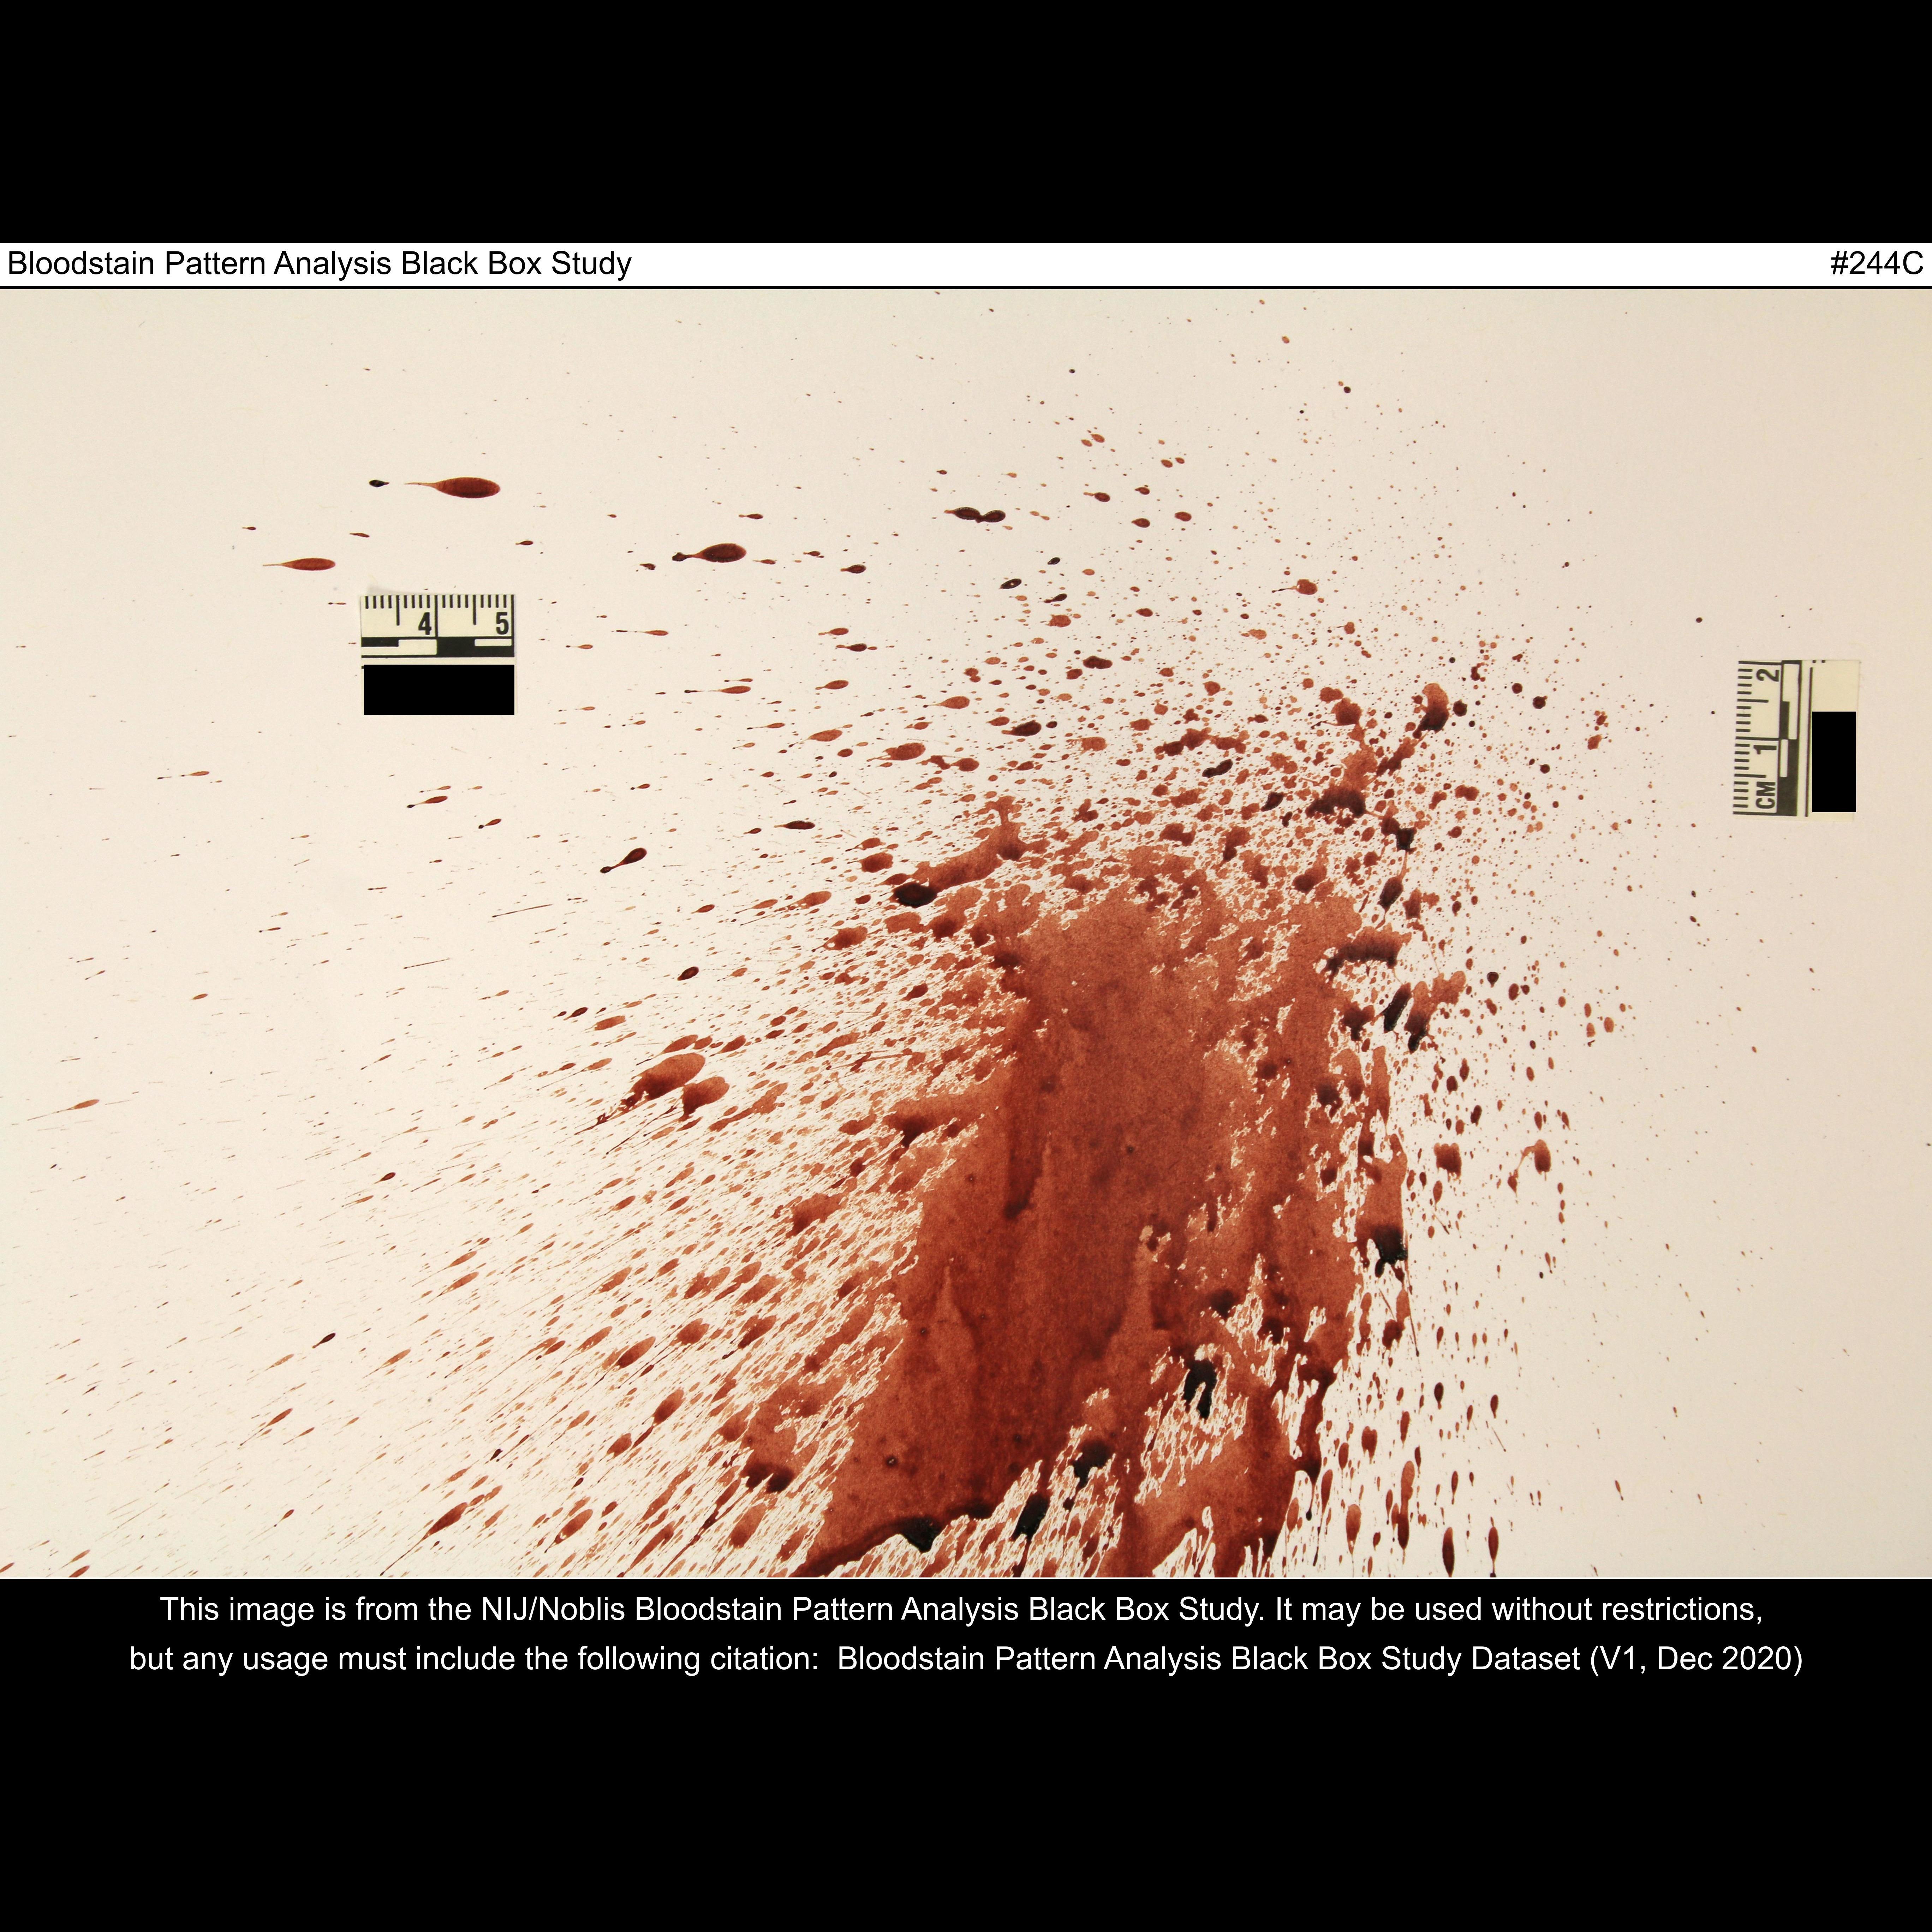 Bloodstain Pattern Analysis Black Box Study #244C
4 5
2
1
CM
This image is from the NIJ/Noblis Bloodstain Pattern Analysis Black Box Study. It may be used without restrictions,
but any usage must include the following citation: Bloodstain Pattern Analysis Black Box Study Dataset (V1, Dec 2020)